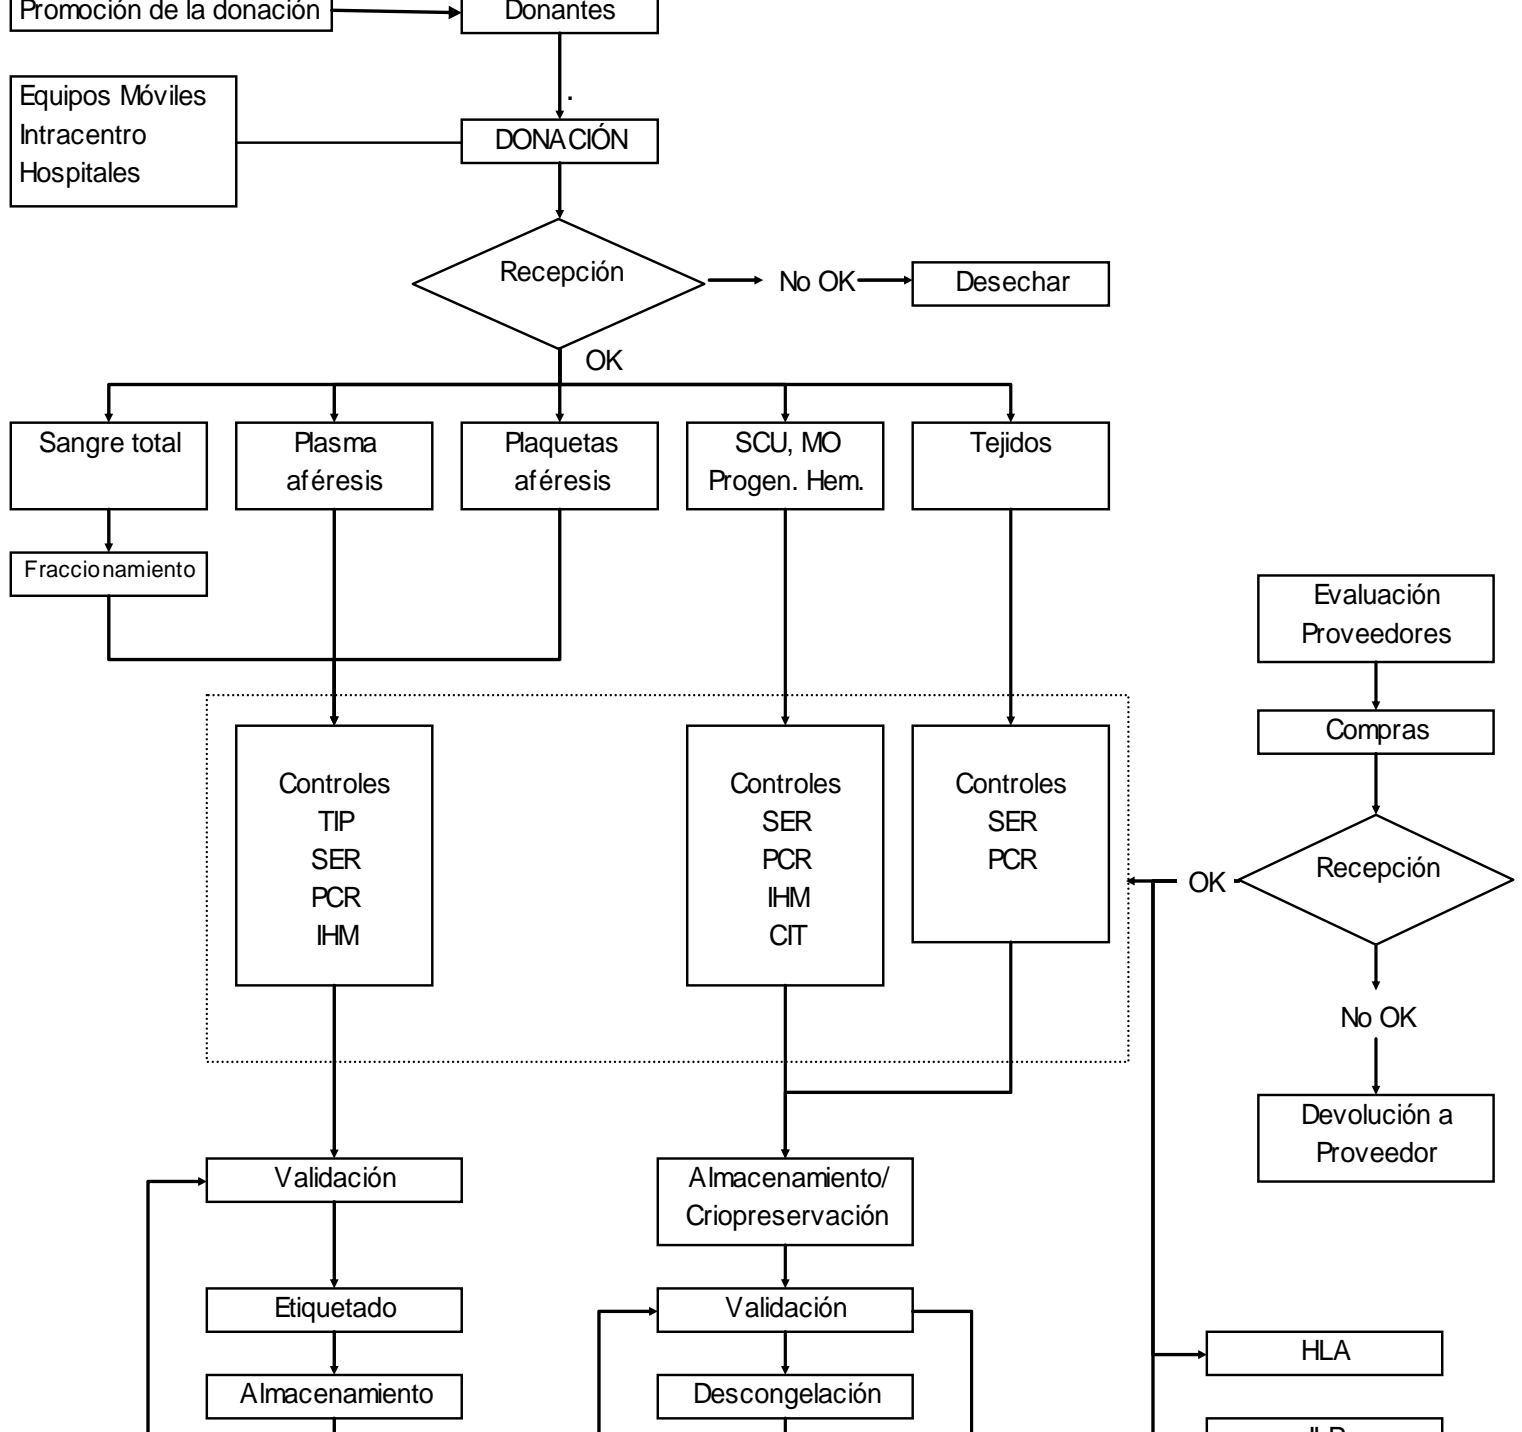 Promoción de la donación
Donantes
Equipos Móviles
Intracentro
Hospitales
DONACIÓN
Recepción
No OK
Desechar
OK
Sangre total
Plasma
aféresis
Plaquetas
aféresis
SCU, MO
Progen. Hem.
Tejidos
Fraccionamiento
Evaluación
Proveedores
Compras
Recepción
OK
No OK
Devolución a
Proveedor
Controles
TIP
SER
PCR
IHM
Controles
SER
PCR
IHM
CIT
Controles
SER
PCR
Validación
Etiquetado
Almacenamiento
Almacenamiento/
Criopreservación
Validación
Descongelación
HLA